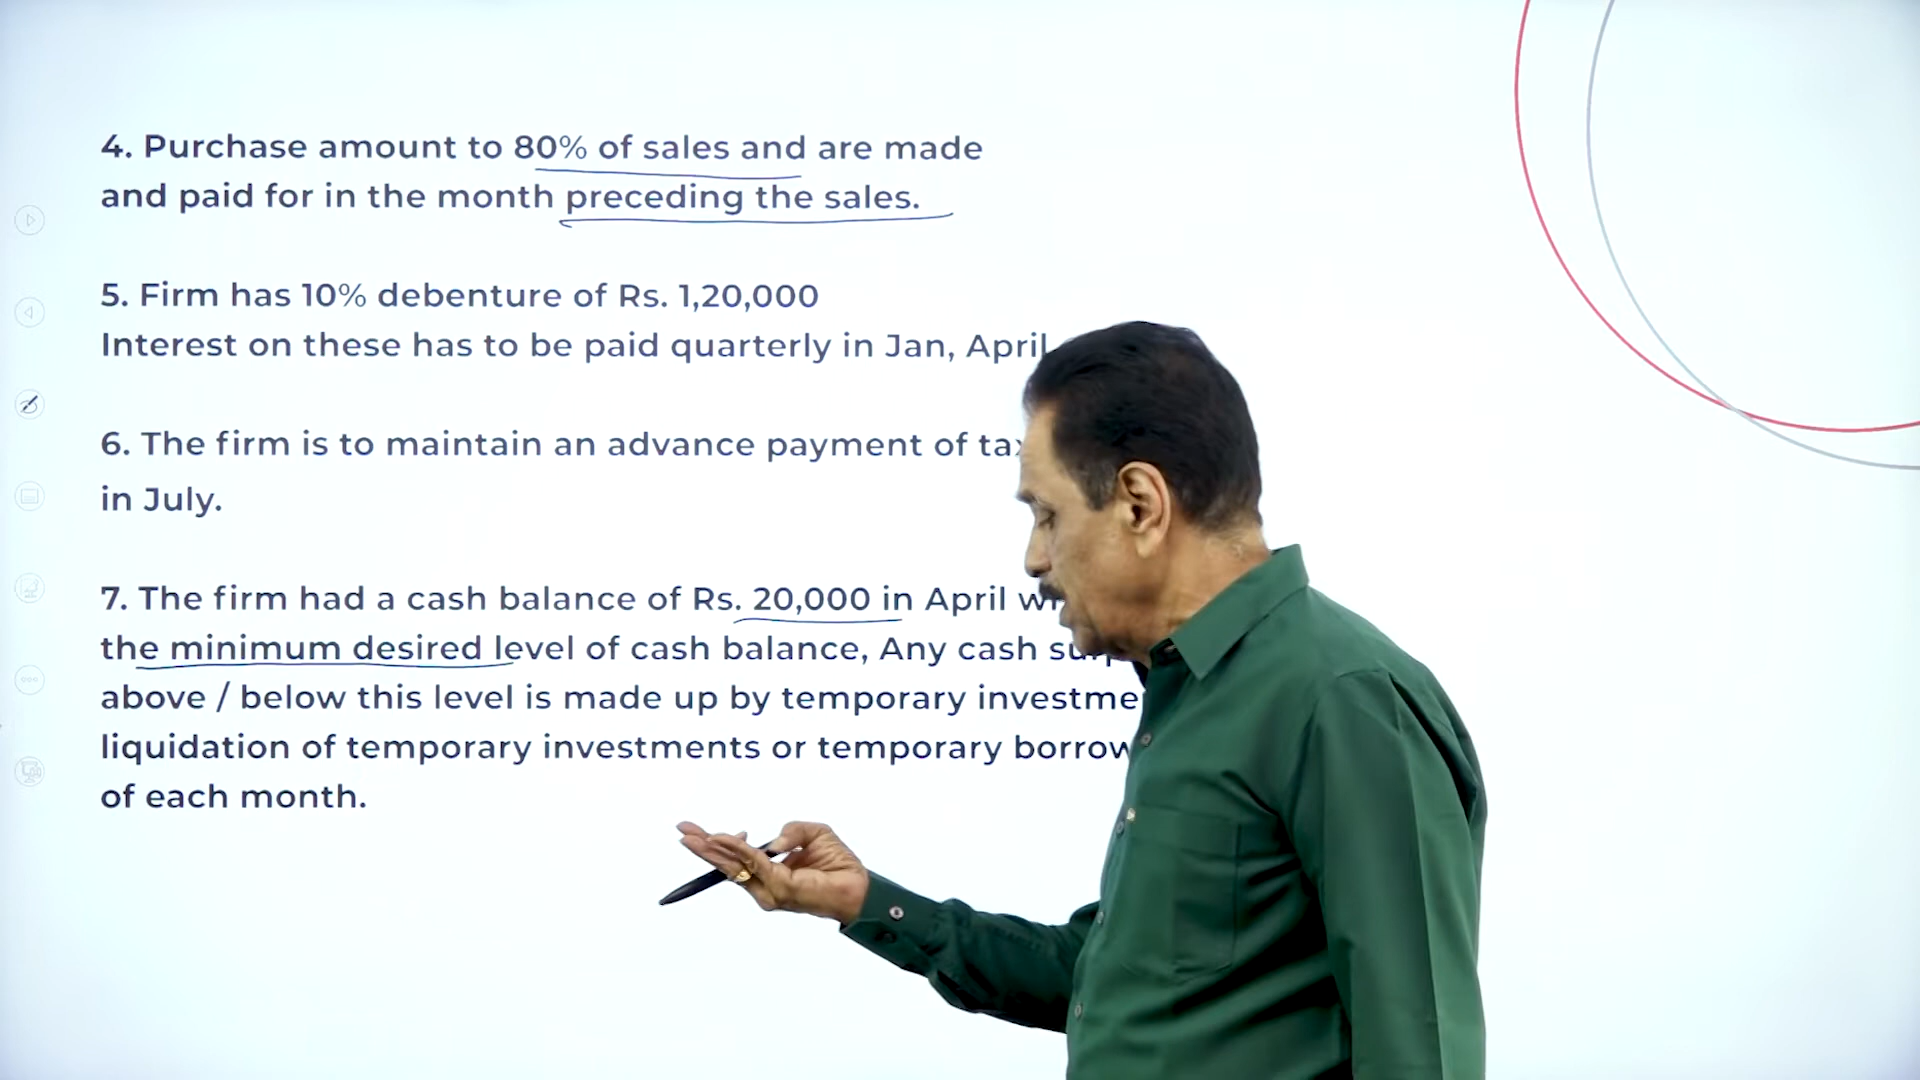 4. Purchase amount to 80% of sales and are made
and paid for in the month preceding the sales.
5. Firm has 10% debenture of Rs. 1,20,000
Interest on these has to be paid quarterly in Jan, April
6. The firm is to maintain an advance payment of tax
in July.
7. The firm had a cash balance of Rs. 20,000 in April
the minimum desired level of cash balance, Any cash
above / below this level is made up by temporary
liquidation of temporary investments or temporary
of each month.